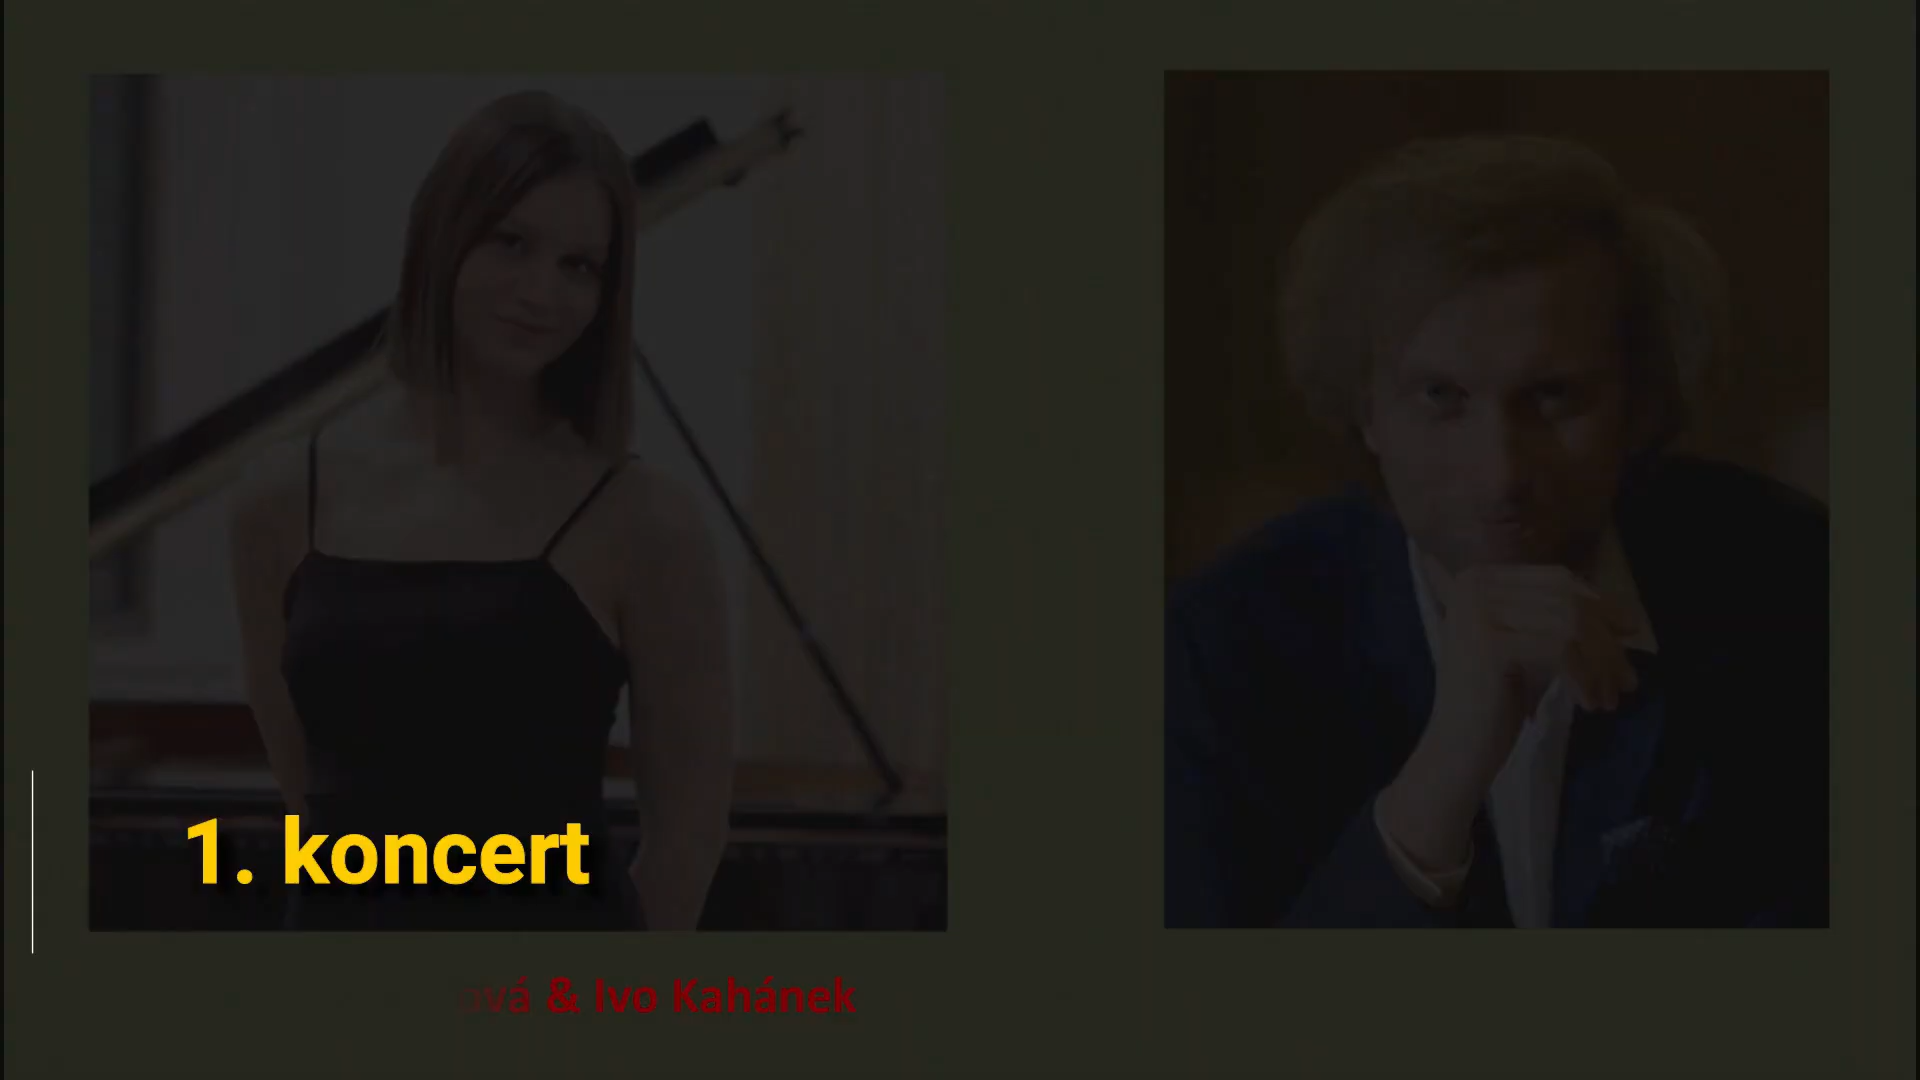 1. koncert
ová & Ivo Kahánek